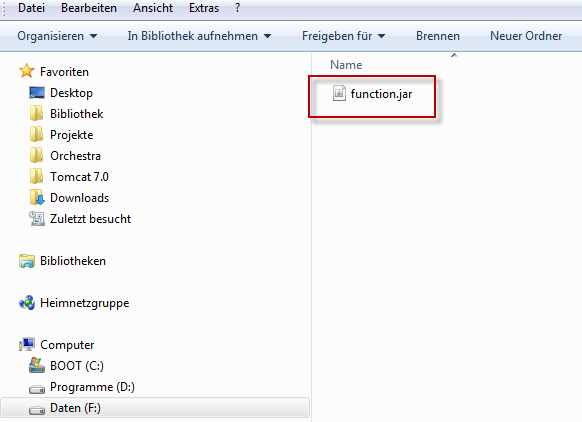 Datei Bearbeiten Ansicht Extras ?
Organisieren In Bibliothek aufnehmen Freigeben für Brennen Neuer Ordner
Favoriten
Desktop
Bibliothek
Projekte
Orchestra
Tomcat 7.0
Downloads
Zuletzt besucht
Bibliotheken
Heimnetzgruppe
Computer
BOOT (C:)
Programme (D:)
Daten (F:)
Name
function.jar